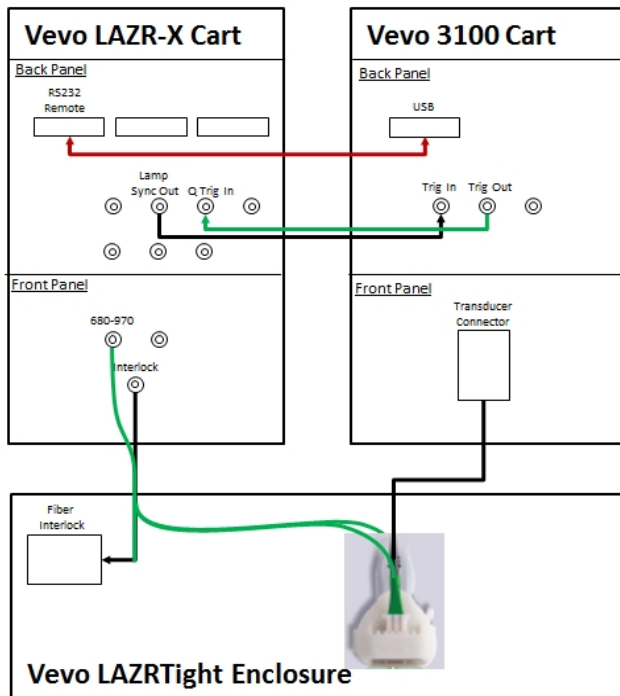 Vevo LAZR-X Cart
Back Panel
RS232
Remote
Lamp
Sync Out
Q Trig In
Front Panel
680-970
Interlock
Vevo 3100 Cart
Back Panel
USB
Trig In
Trig Out
Front Panel
Transducer
Connector
Fiber
Interlock
Vevo LAZRTight Enclosure